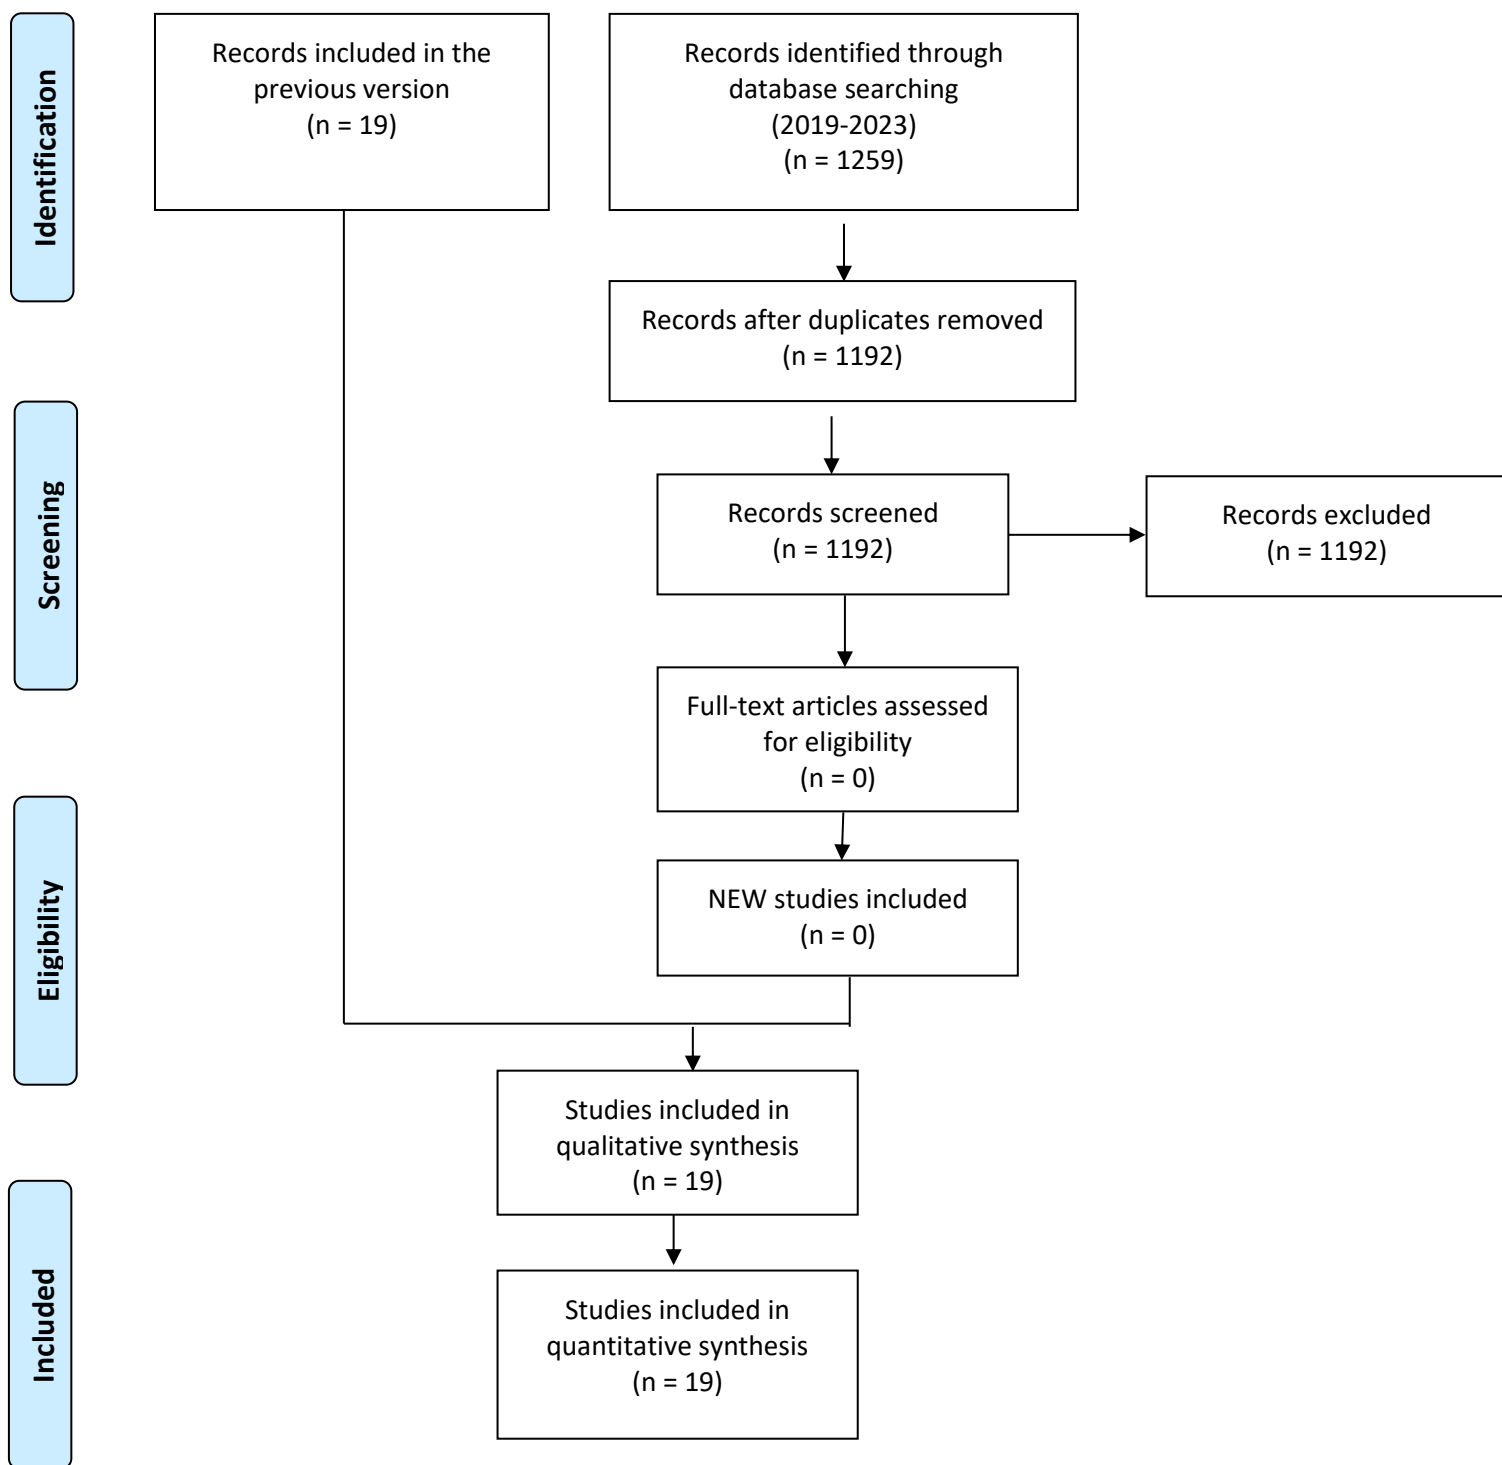 Identification
Records included in the
previous version
(n = 19)
Records identified through
database searching
(2019-2023)
(n = 1259)
Records after duplicates removed
(n = 1192)
Screening
Records screened
(n = 1192)
Records excluded
(n = 1192)
Full-text articles assessed
for eligibility
(n = 0)
Eligibility
NEW studies included
(n = 0)
Studies included in
qualitative synthesis
(n = 19)
Included
Studies included in
quantitative synthesis
(n = 19)